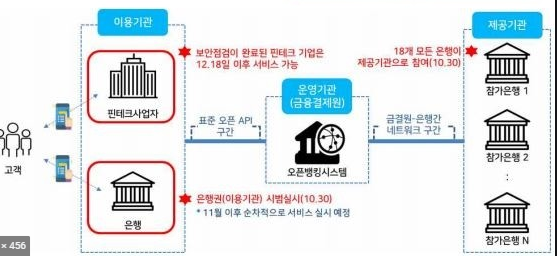 이용기관
제공기관
보안점검이 완료된 핀테크 기업은
12.18일 이후 서비스 가능
18개 모든 은행이
제공기관으로 참여(10.30)
운영기관
(금융결제원)
핀테크사업자
참가은행 1
표준 오픈 API
구간
금결원-은행간
네트워크 구간
고객
오픈뱅킹시스템
참가은행 2
:
은행권(이용기관) 시범실시(10.30)
* 11월 이후 순차적으로 서비스 실시 예정
은행
참가은행 N
× 456